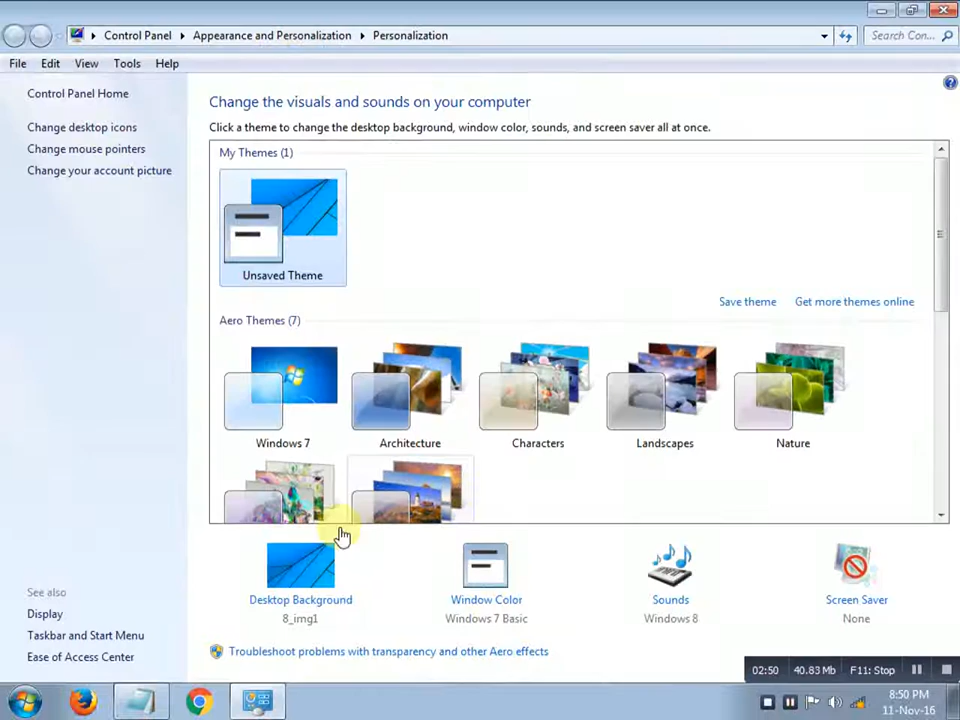 Control Panel
Appearance and Personalization
Personalization
Search Con...
File Edit View Tools Help
Control Panel Home
Change desktop icons
Change mouse pointers
Change your account picture
See also
Display
Taskbar and Start Menu
Ease of Access Center
Change the visuals and sounds on your computer
Click a theme to change the desktop background, window color, sounds, and screen saver all at once.
My Themes (1)
Unsaved Theme
Save theme Get more themes online
Aero Themes (7)
Windows 7 Architecture Characters Landscapes Nature
Desktop Background Window Color Sounds Screen Saver
8_img1 Windows 7 Basic Windows 8 None
Troubleshoot problems with transparency and other Aero effects
02:50 40.83 Mb F11: Stop
8:50 PM
11-Nov-16